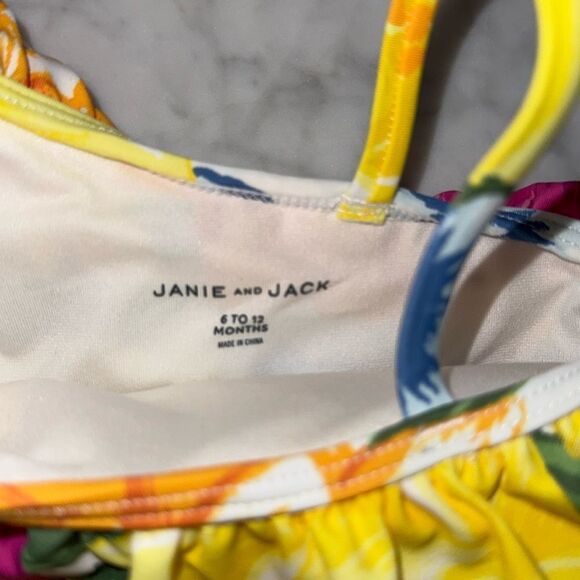 JANIE AND JACK
6 TO 12
MONTHS
MADE IN CHINA